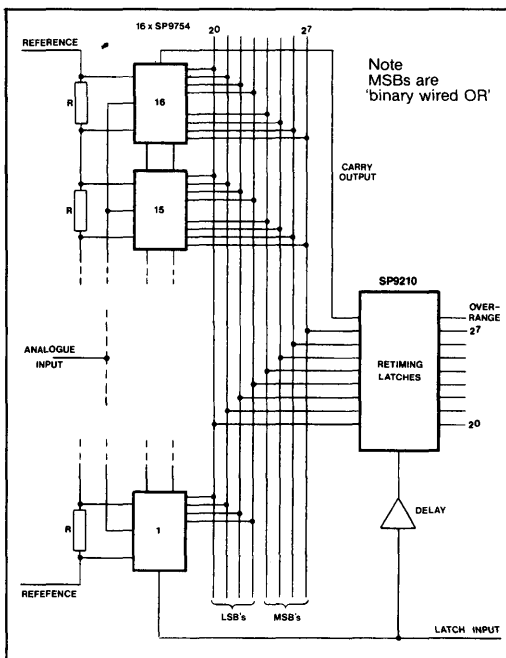 16 x SP9754
20
27
REFERENCE
Note
MSBs are
'binary wired OR'
R
16
CARRY
OUTPUT
R
15
SP9210
OVER-
RANGE
27
ANALOGUE
INPUT
RETIMING
LATCHES
20
R
1
DELAY
REFEFENCE
LSB's
MSB's
LATCH INPUT